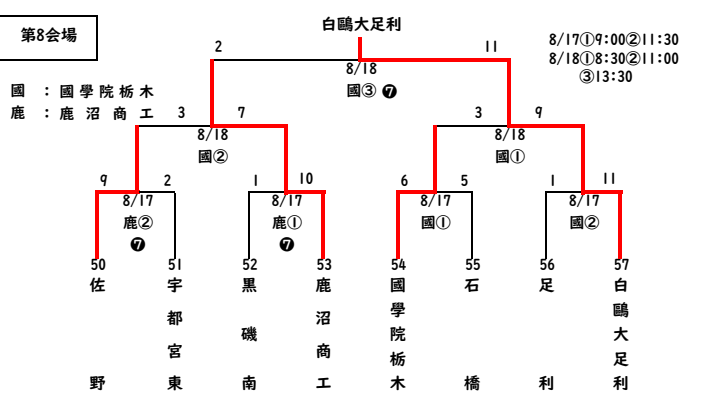 第8会場
白鷗大足利
8/17①9:00②11:30
8/18①8:30②11:00
③13:30
國 : 國學院栃木
鹿 : 鹿沼商工
2 11
8/18
國③ ❼
3 7 3 9
8/18 8/18
國② 國①
9 2 1 10 6 5 1 11
8/17 8/17 8/17 8/17
鹿② 鹿① 國① 國②
❼ ❼
50 51 52 53 54 55 56 57
佐野
宇都宮東
黒磯南
鹿沼商工
國學院栃木
石橋
足利
白鷗大足利